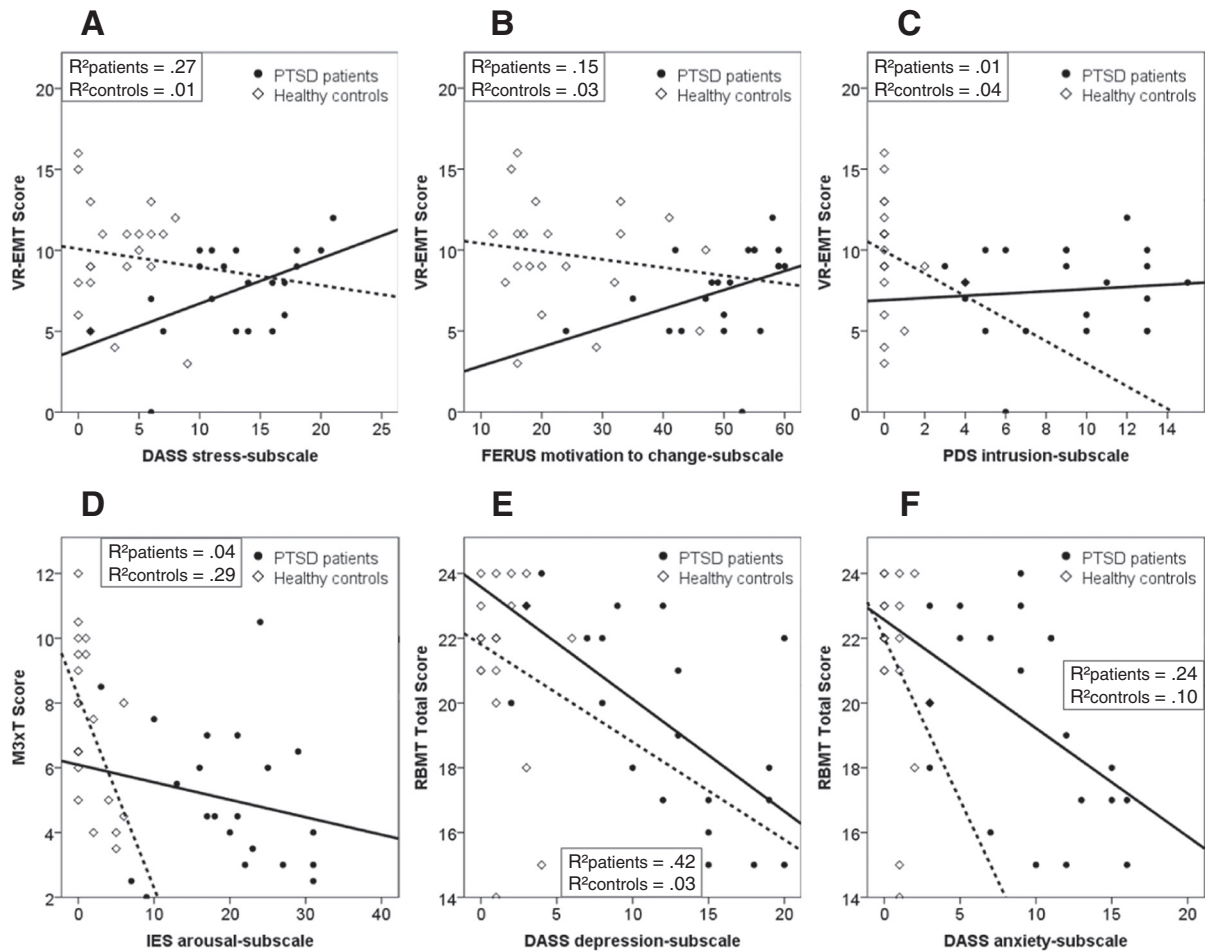 A
R²patients = .27
R²controls = .01
PTSD patients
Healthy controls
20
15
10
5
0
VR-EMT Score
0 5 10 15 20 25
DASS stress-subscale
B
R²patients = .15
R²controls = .03
PTSD patients
Healthy controls
20
15
10
5
0
VR-EMT Score
10 20 30 40 50 60
FERUS motivation to change-subscale
C
R²patients = .01
R²controls = .04
PTSD patients
Healthy controls
20
15
10
5
0
VR-EMT Score
0 2 4 6 8 10 12 14
PDS intrusion-subscale
D
R²patients = .04
R²controls = .29
PTSD patients
Healthy controls
12
10
8
6
4
2
M3xT Score
0 10 20 30 40
IES arousal-subscale
E
PTSD patients
Healthy controls
24
22
20
18
16
14
RBMT Total Score
R²patients = .42
R²controls = .03
0 5 10 15 20
DASS depression-subscale
F
PTSD patients
Healthy controls
24
22
20
18
16
14
RBMT Total Score
R²patients = .24
R²controls = .10
0 5 10 15 20
DASS anxiety-subscale